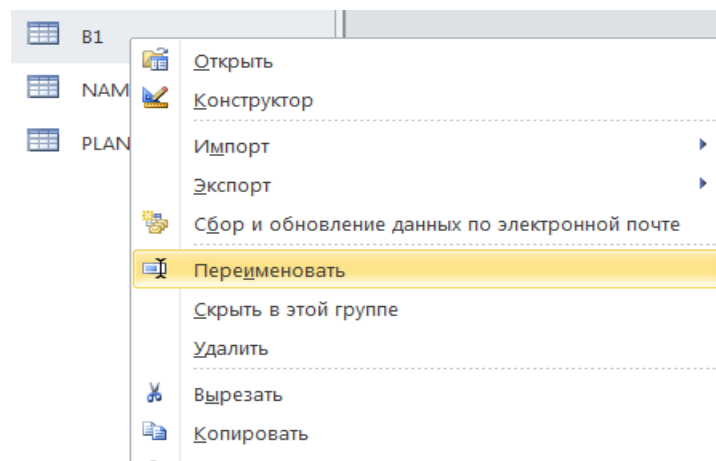 B1
NAM
PLAN
Открыть
Конструктор
Импорт
Экспорт
Сбор и обновление данных по электронной почте
Переименовать
Скрыть в этой группе
Удалить
Вырезать
Копировать